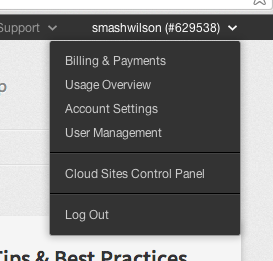 Support
smashwilson (#629538)
Billing & Payments
Usage Overview
Account Settings
User Management
Cloud Sites Control Panel
Log Out
Tips & Best Practices